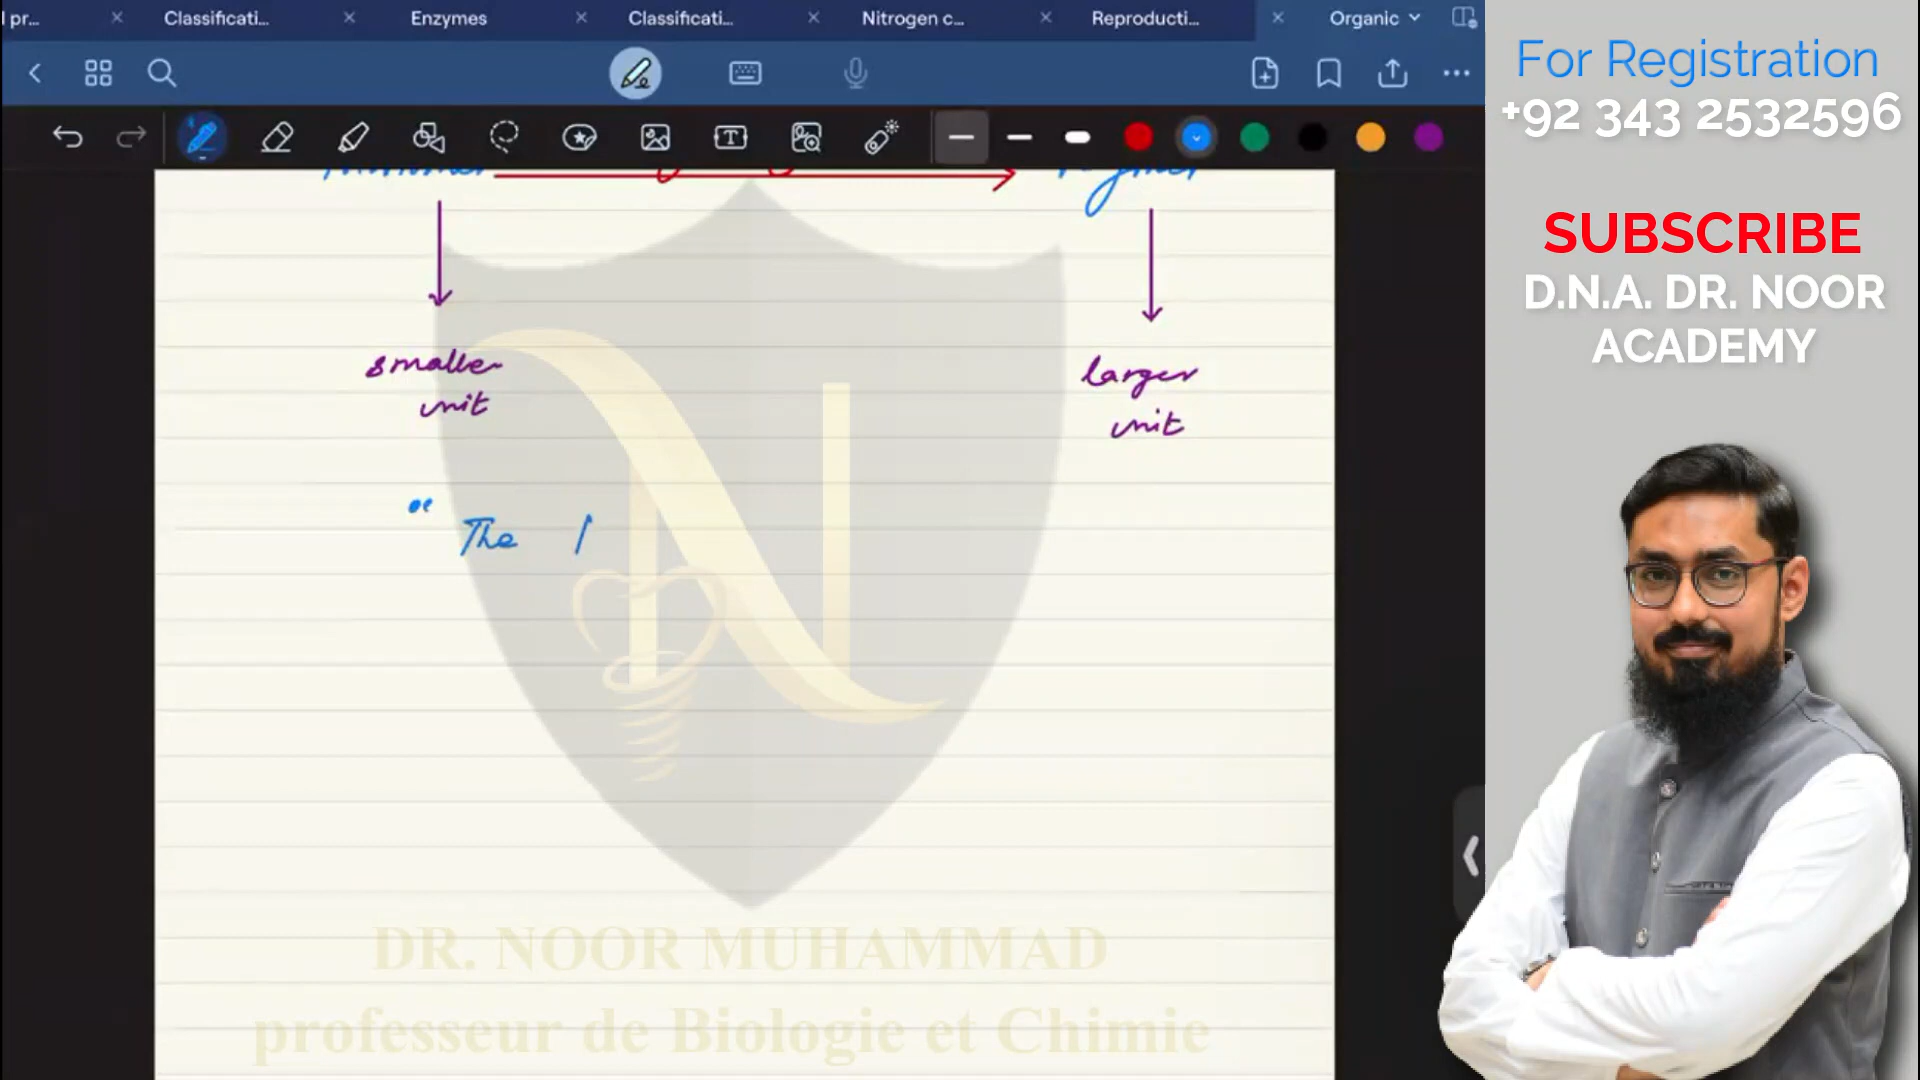 l pr...
Classificati...
Enzymes
Classificati...
Nitrogen c...
Reproducti...
Organic
For Registration
+92 343 2532596
SUBSCRIBE
D.N.A. DR. NOOR
ACADEMY
smaller
unit
larger
unit
" The
DR. NOOR MUHAMMAD
professeur de Biologie et Chimie